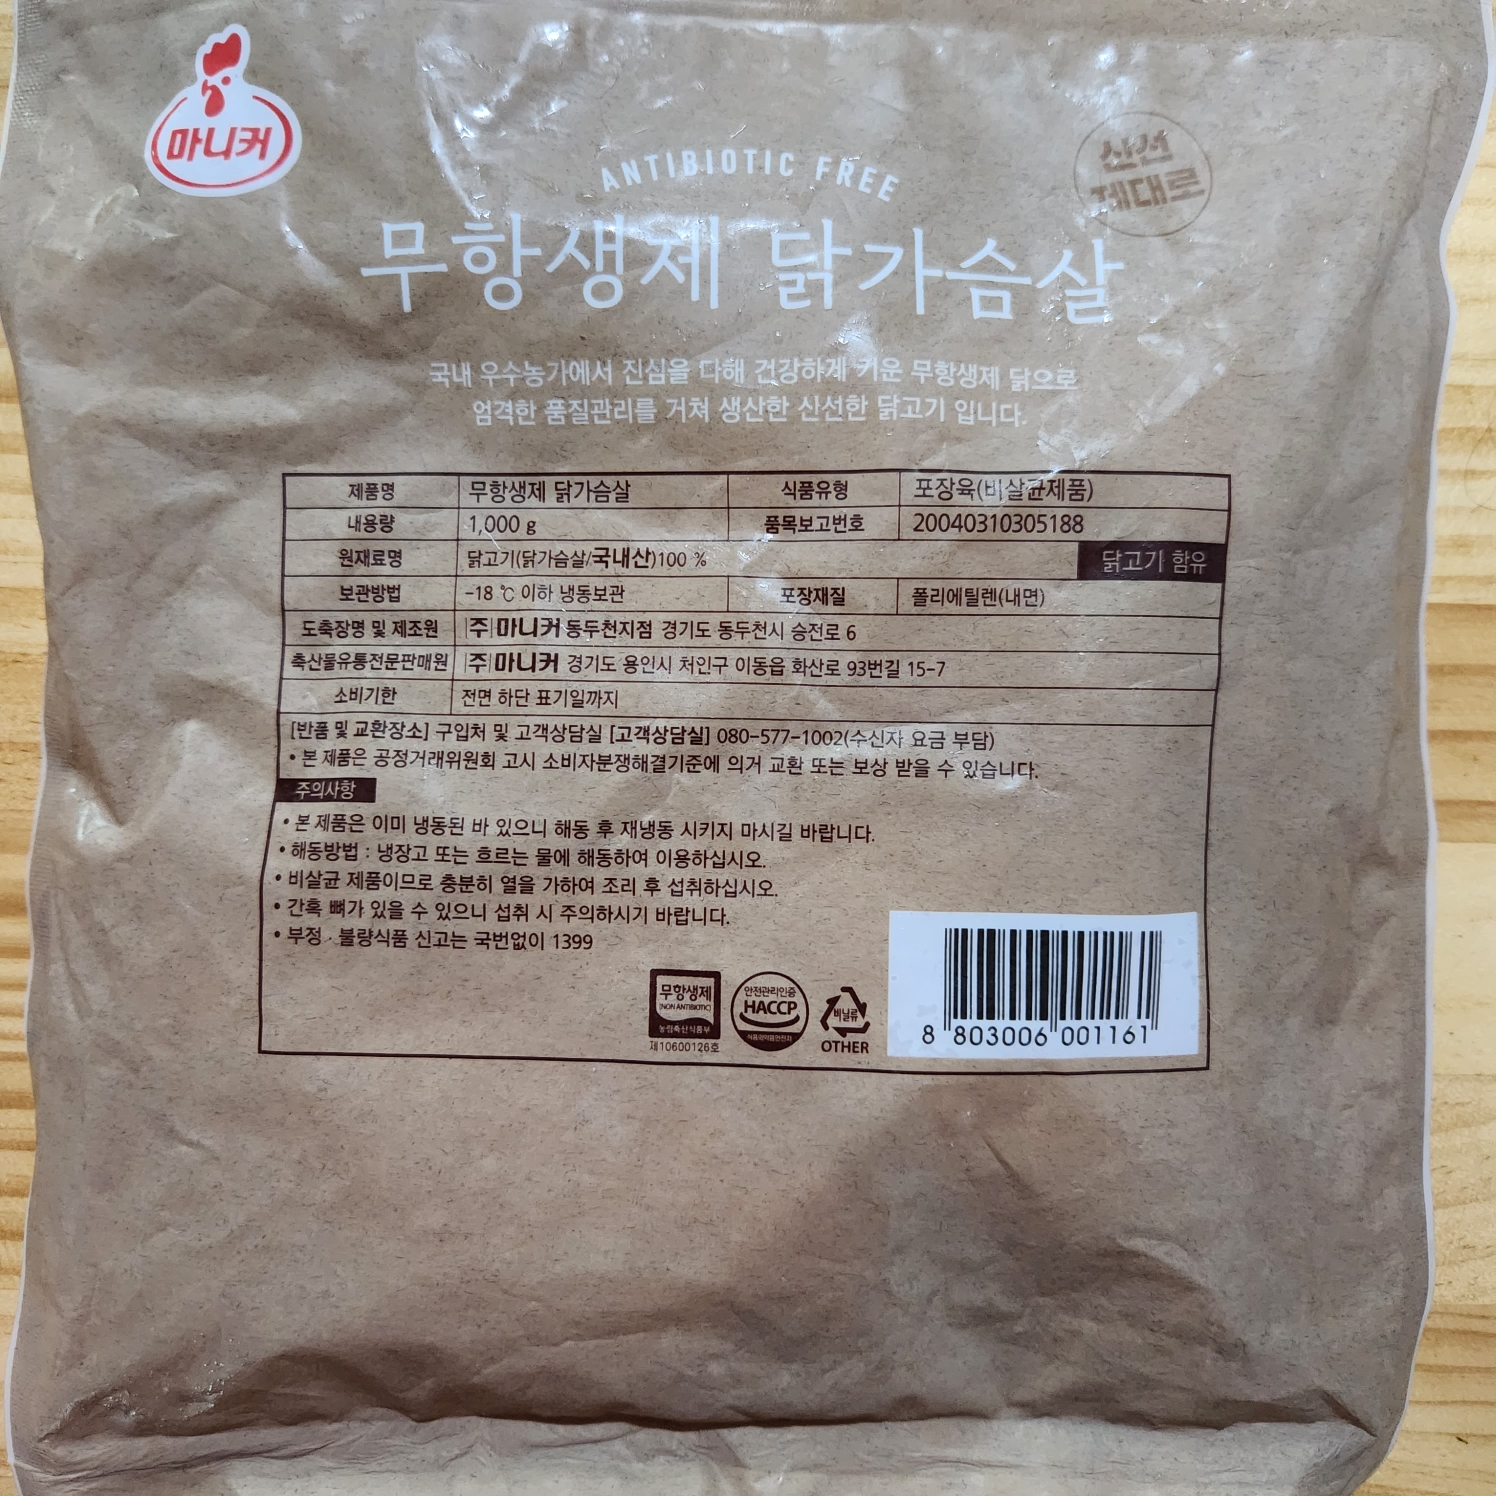 마니커
ANTIBIOTIC FREE
신선
제대로
무항생제 닭가슴살
국내 우수농가에서 진심을 다해 건강하게 키운 무항생제 닭으로
엄격한 품질관리를 거쳐 생산한 신선한 닭고기 입니다.
제품명 무항생제 닭가슴살 식품유형 포장육(비살균제품)
내용량 1,000 g 품목보고번호 20040310305188
원재료명 닭고기(닭가슴살/국내산)100 % 닭고기 함유
보관방법 -18 ℃ 이하 냉동보관 포장재질 폴리에틸렌(내면)
도축장명 및 제조원 |주|마니커 동두천지점 경기도 동두천시 승전로 6
축산물유통전문판매원 |주|마니커 경기도 용인시 처인구 이동읍 화산로 93번길 15-7
소비기한 전면 하단 표기일까지
[반품 및 교환장소] 구입처 및 고객상담실 [고객상담실] 080-577-1002(수신자 요금 부담)
• 본 제품은 공정거래위원회 고시 소비자분쟁해결기준에 의거 교환 또는 보상 받을 수 있습니다.
주의사항
• 본 제품은 이미 냉동된 바 있으니 해동 후 재냉동 시키지 마시길 바랍니다.
• 해동방법 : 냉장고 또는 흐르는 물에 해동하여 이용하십시오.
• 비살균 제품이므로 충분히 열을 가하여 조리 후 섭취하십시오.
• 간혹 뼈가 있을 수 있으니 섭취 시 주의하시기 바랍니다.
• 부정 · 불량식품 신고는 국번없이 1399
무항생제
(NON ANTIBIOTIC)
농림축산식품부
제10600126호
안전관리인증
HACCP
식품의약품안전처
비닐류
OTHER
8 803006 001161